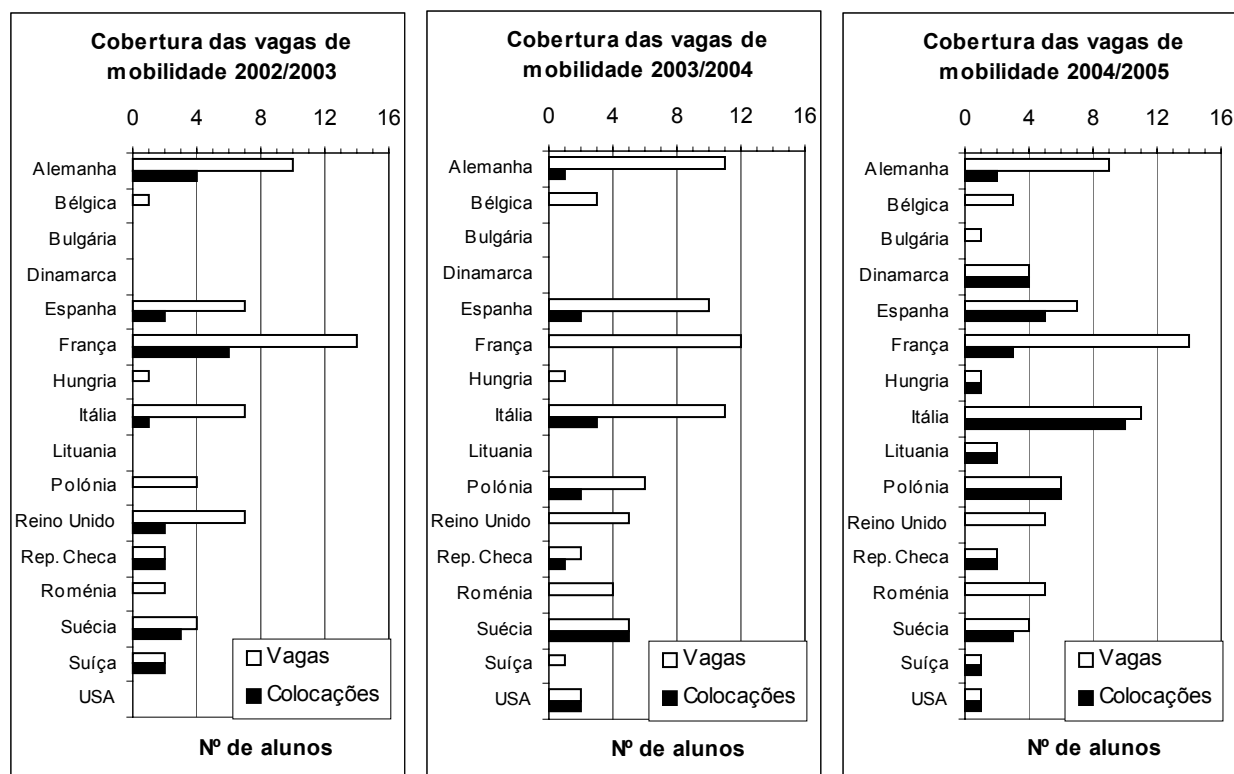 Cobertura das vagas de
mobilidade 2002/2003
0 4 8 12 16
Alemanha
Bélgica
Bulgária
Dinamarca
Espanha
França
Hungria
Itália
Lituania
Polónia
Reino Unido
Rep. Checa
Roménia
Suécia
Suíça
USA
Vagas
Colocações
Nº de alunos
Cobertura das vagas de
mobilidade 2003/2004
0 4 8 12 16
Alemanha
Bélgica
Bulgária
Dinamarca
Espanha
França
Hungria
Itália
Lituania
Polónia
Reino Unido
Rep. Checa
Roménia
Suécia
Suíça
USA
Vagas
Colocações
Nº de alunos
Cobertura das vagas de
mobilidade 2004/2005
0 4 8 12 16
Alemanha
Bélgica
Bulgária
Dinamarca
Espanha
França
Hungria
Itália
Lituania
Polónia
Reino Unido
Rep. Checa
Roménia
Suécia
Suíça
USA
Vagas
Colocações
Nº de alunos